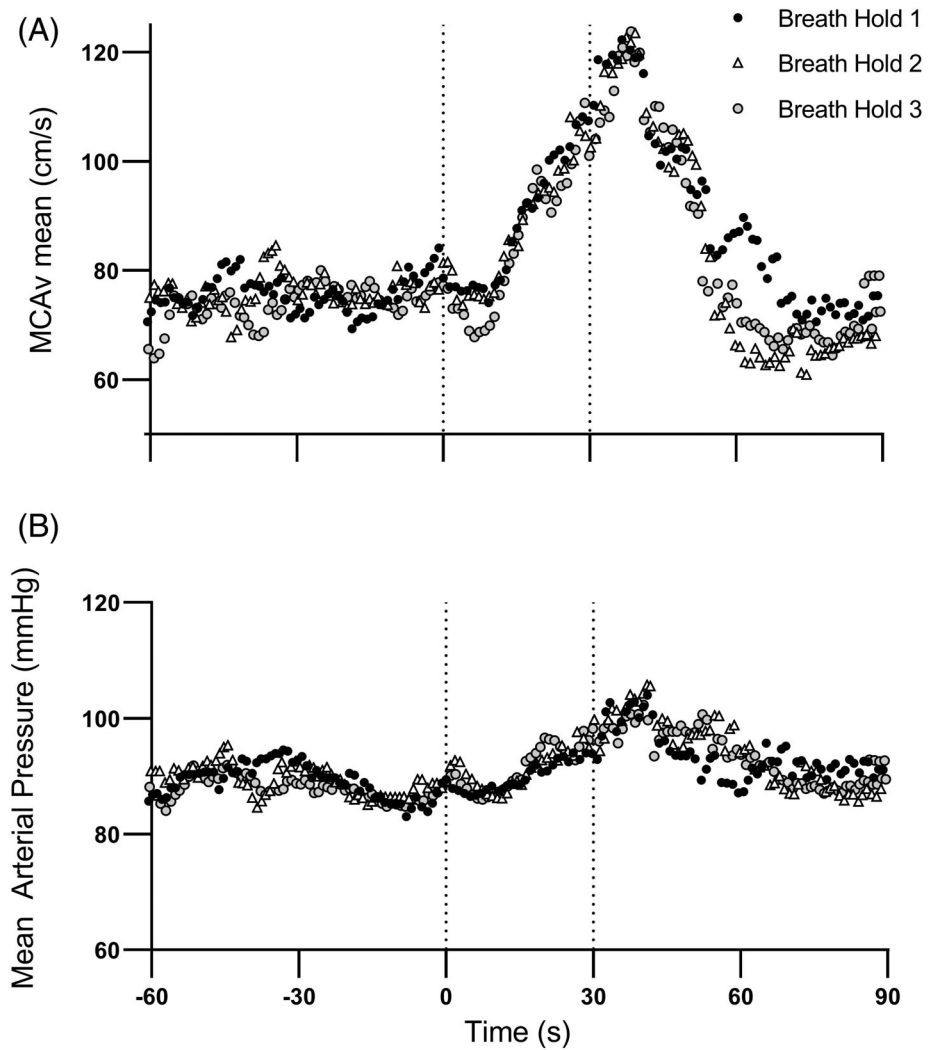 (A)
Breath Hold 1
Breath Hold 2
Breath Hold 3
MCAv mean (cm/s)
120
100
80
60
(B)
Mean Arterial Pressure (mmHg)
120
100
80
60
-60
-30
0
30
60
90
Time (s)